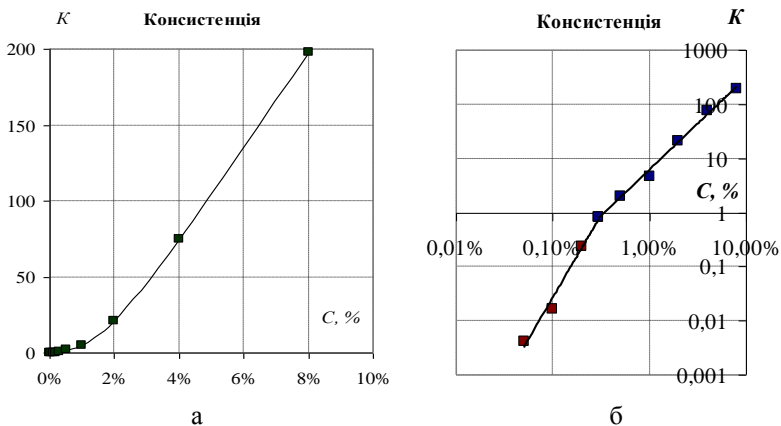 К Консистенція
200
150
100
50
0
С, %
0% 2% 4% 6% 8% 10%
а
Консистенція К
1000
100
10
С, %
1
0,01% 0,10% 1,00% 10,00%
0,1
0,01
0,001
б